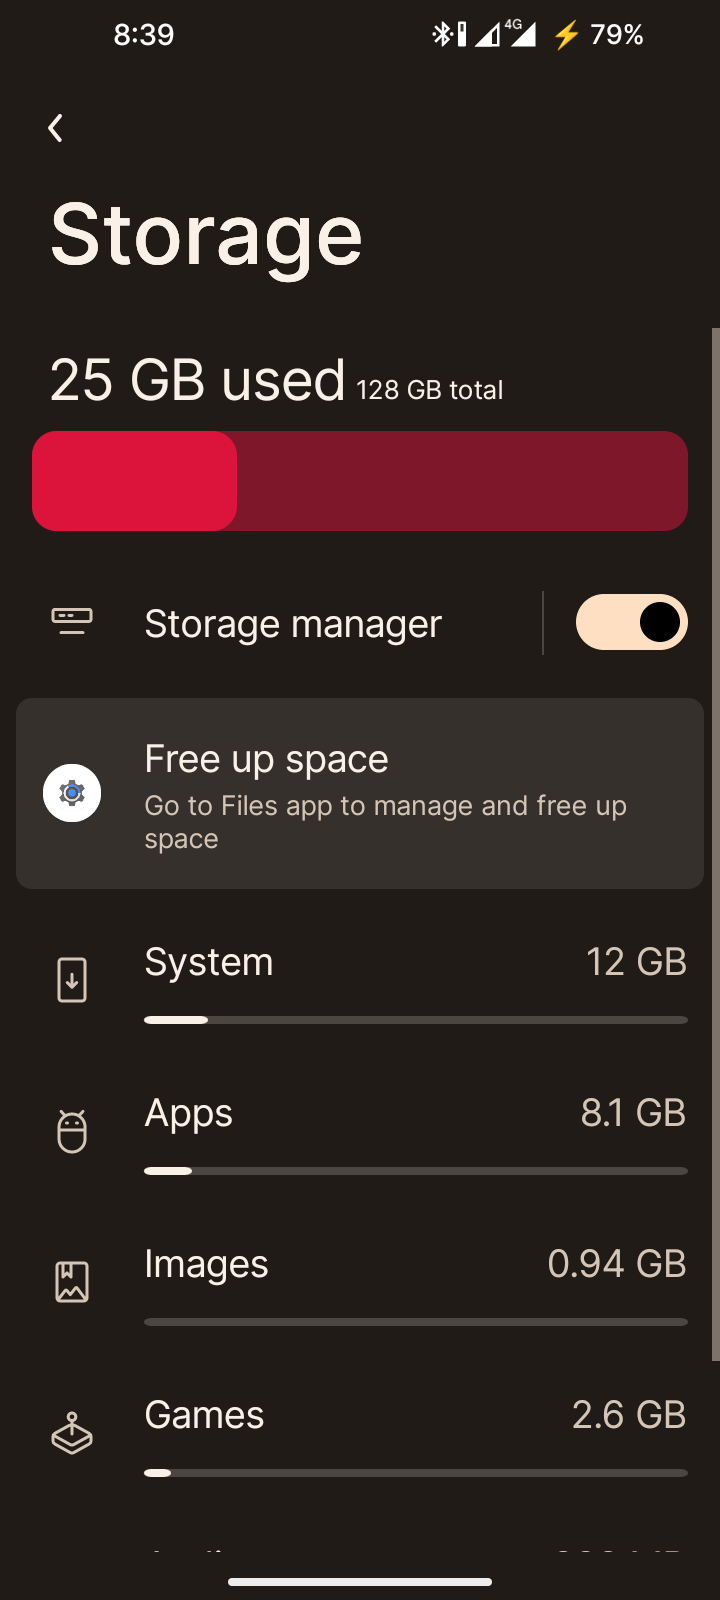 8:39 4G ⚡ 79%
Storage
25 GB used 128 GB total
Storage manager
Free up space
Go to Files app to manage and free up
space
System 12 GB
Apps 8.1 GB
Images 0.94 GB
Games 2.6 GB